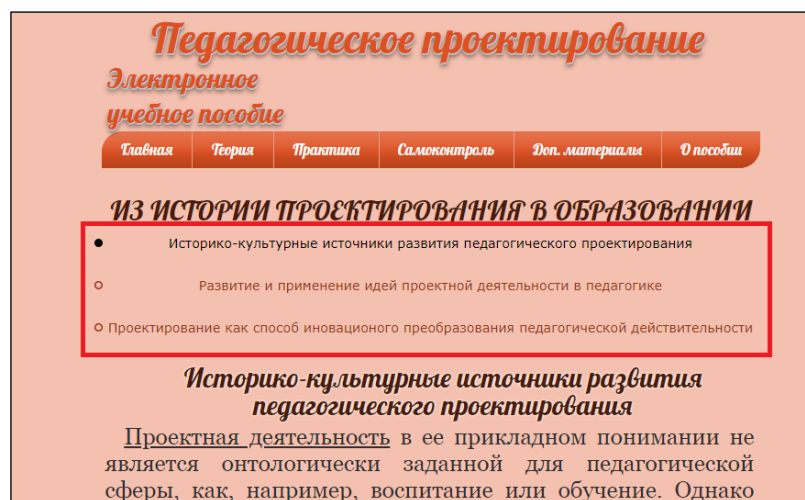 Педагогическое проектирование
Электронное
учебное пособие
Главная
Теория
Практика
Самоконтроль
Доп. материалы
О пособии
ИЗ ИСТОРИИ ПРОЕКТИРОВАНИЯ В ОБРАЗОВАНИИ
Историко-культурные источники развития педагогического проектирования
Развитие и применение идей проектной деятельности в педагогике
Проектирование как способ иновационого преобразования педагогической действительности
Историко-культурные источники развития
педагогического проектирования
Проектная деятельность в ее прикладном понимании не
является онтологически заданной для педагогической
сферы, как, например, воспитание или обучение. Однако